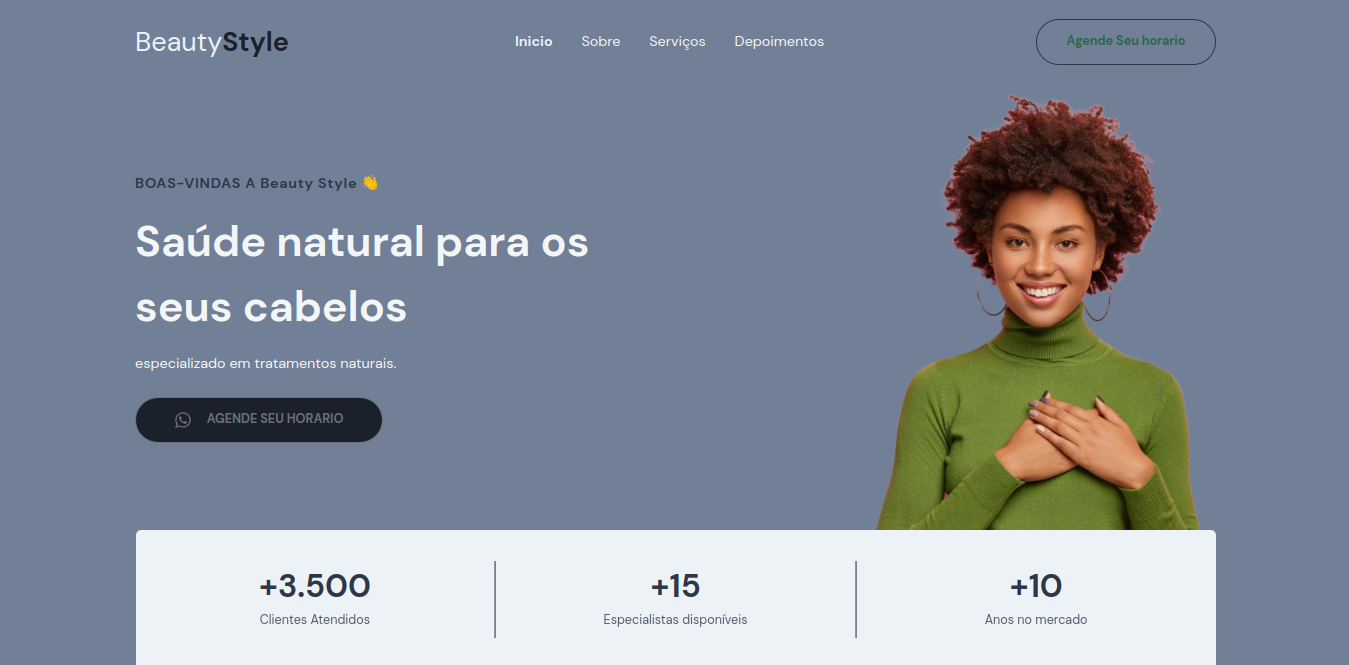 BeautyStyle
Inicio Sobre Serviços Depoimentos
Agende Seu horario
BOAS-VINDAS A Beauty Style 👋
Saúde natural para os
seus cabelos
especializado em tratamentos naturais.
AGENDE SEU HORARIO
+3.500
Clientes Atendidos
+15
Especialistas disponíveis
+10
Anos no mercado